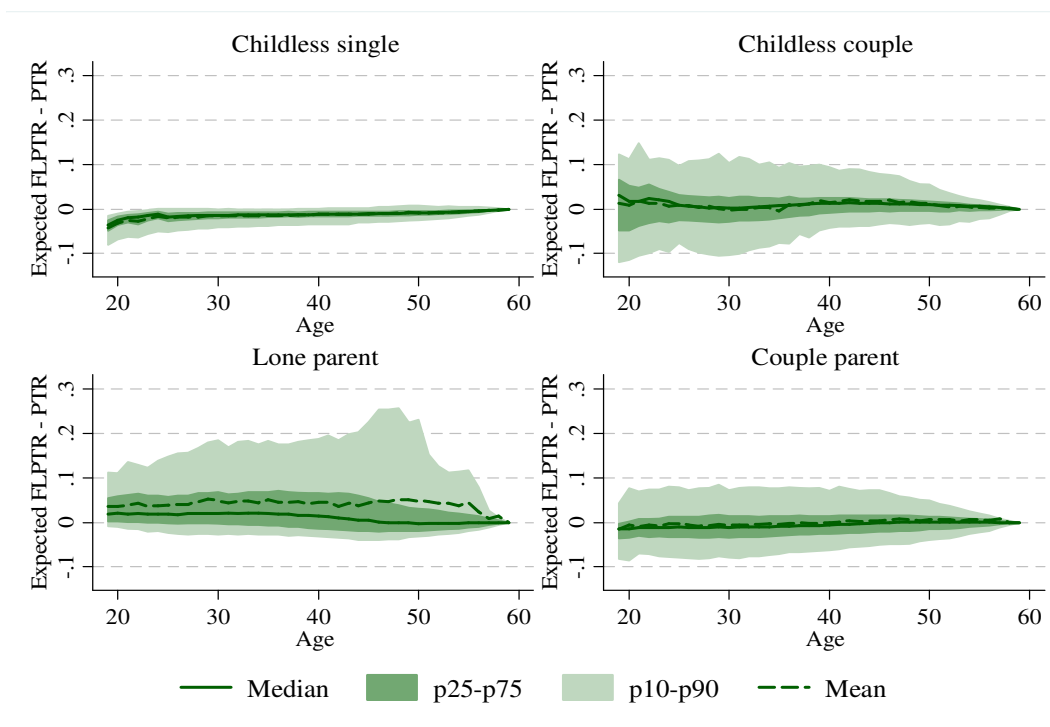 Childless single
Expected FLPTR - PTR
.3
.2
.1
0
-.1
20 30 40 50 60
Age
Childless couple
Expected FLPTR - PTR
.3
.2
.1
0
-.1
20 30 40 50 60
Age
Lone parent
Expected FLPTR - PTR
.3
.2
.1
0
-.1
20 30 40 50 60
Age
Couple parent
Expected FLPTR - PTR
.3
.2
.1
0
-.1
20 30 40 50 60
Age
Median p25-p75 p10-p90 Mean